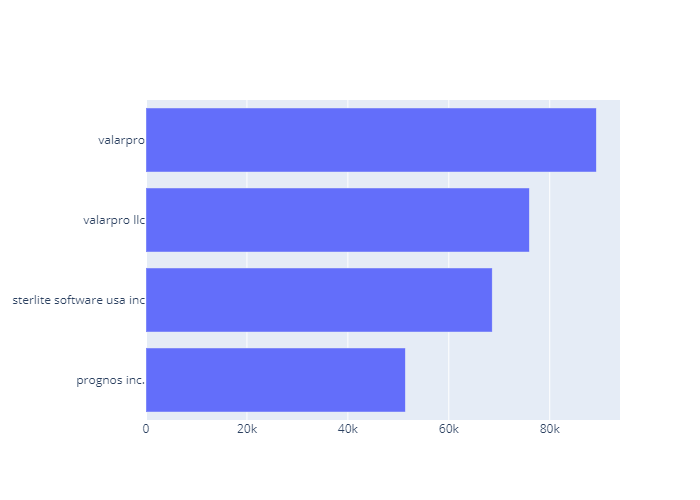 valarpro
valarpro llc
sterlite software usa inc
prognos inc.
0 20k 40k 60k 80k